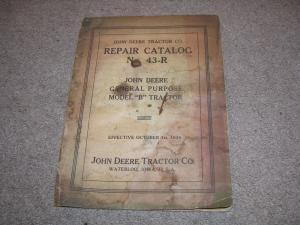 JOHN DEERE TRACTOR CO.
REPAIR CATALOG
No. 43-R
JOHN DEERE
GENERAL PURPOSE
MODEL "B" TRACTOR
EFFECTIVE OCTOBER 1st,
JOHN DEERE TRACTOR CO.
WATERLOO, IOWA, U.S.A.